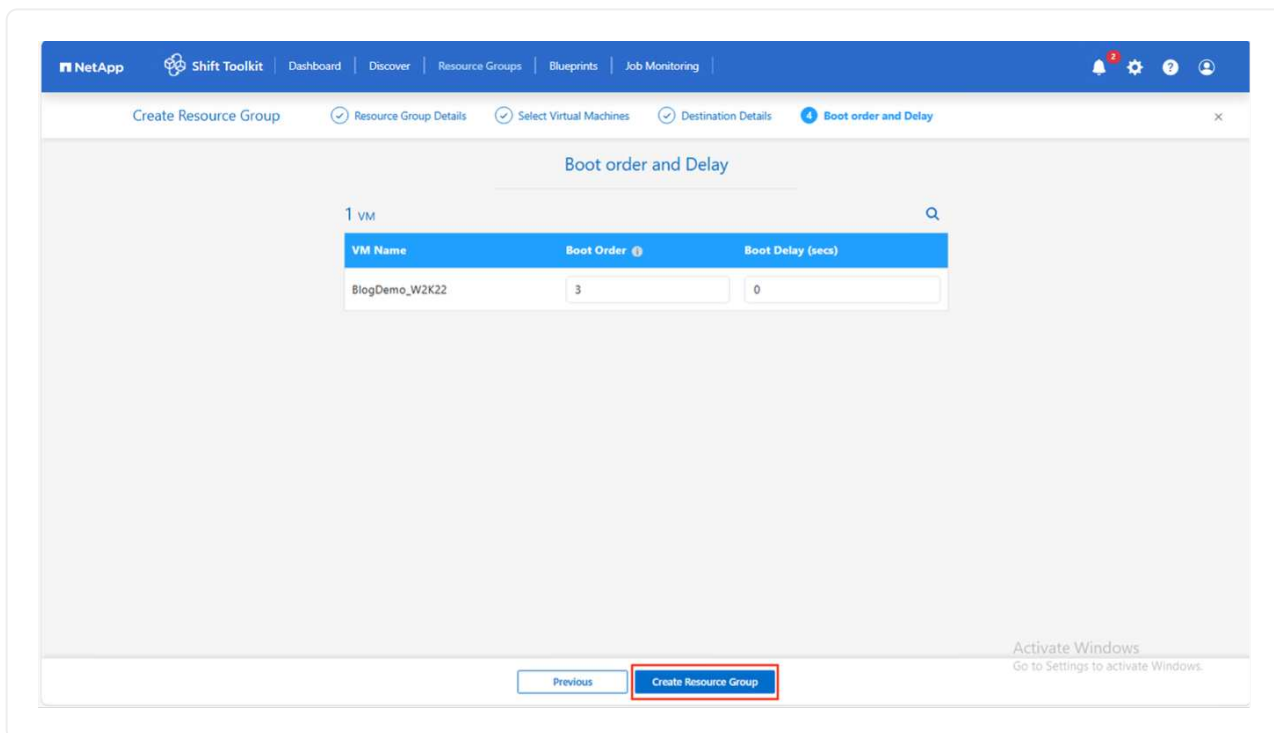 NetApp Shift Toolkit Dashboard Discover Resource Groups Blueprints Job Monitoring 2 ?
Create Resource Group Resource Group Details Select Virtual Machines Destination Details 4 Boot order and Delay ×
Boot order and Delay
1 VM
VM Name Boot Order i Boot Delay (secs)
BlogDemo_W2K22 3 0
Activate Windows
Go to Settings to activate Windows.
Previous Create Resource Group